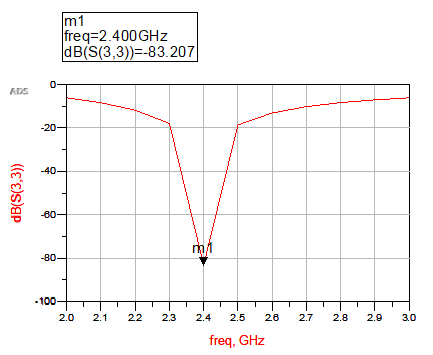 m1
freq=2.400GHz
dB(S(3,3))=-83.207
ADS
0
-20
-40
-60
-80
-100
dB(S(3,3))
m1
2.0 2.1 2.2 2.3 2.4 2.5 2.6 2.7 2.8 2.9 3.0
freq, GHz